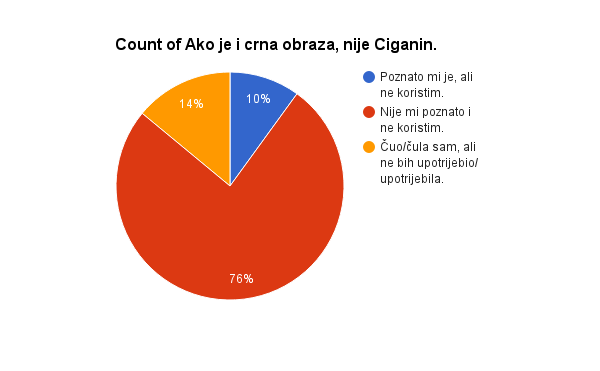 Count of Ako je i crna obraza, nije Ciganin.
Poznato mi je, ali
ne koristim.
Nije mi poznato i
ne koristim.
Čuo/čula sam, ali
ne bih upotrijebio/
upotrijebila.
10%
14%
76%